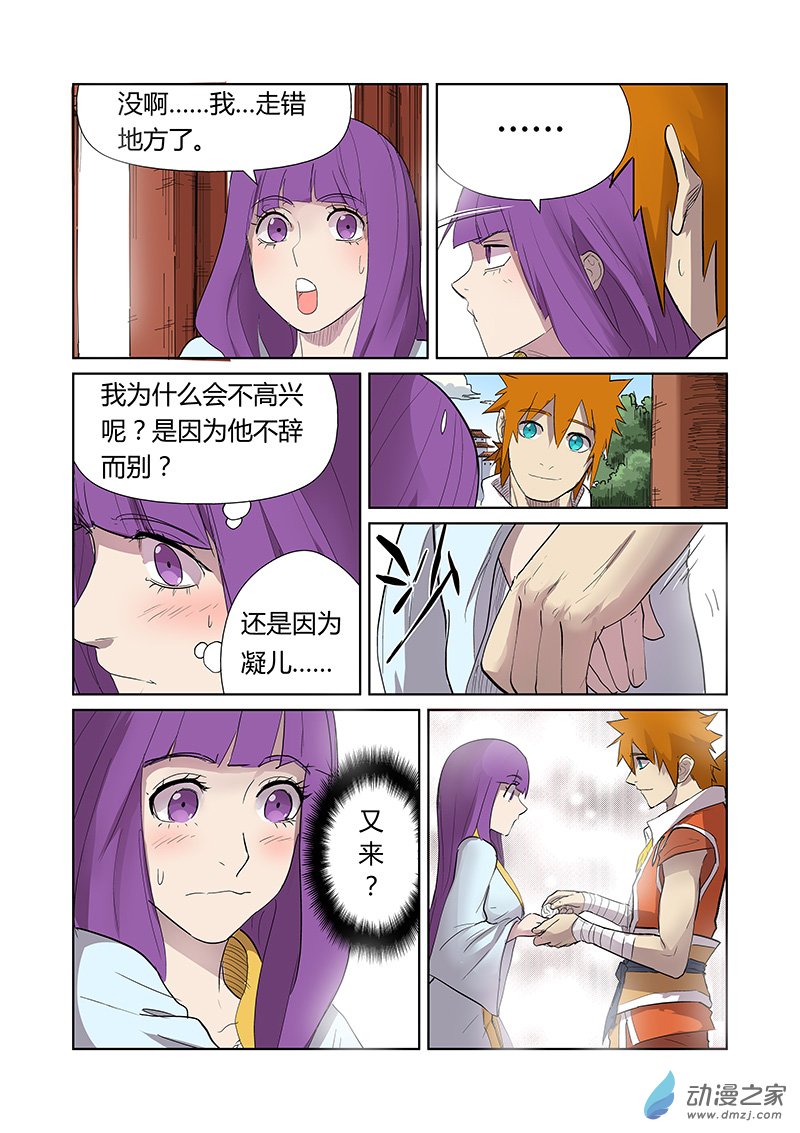 没啊……我…走错
地方了。
……
我为什么会不高兴
呢？是因为他不辞
而别？
还是因为
凝儿……
沙
又
来
？
动漫之家
www.dmzj.com